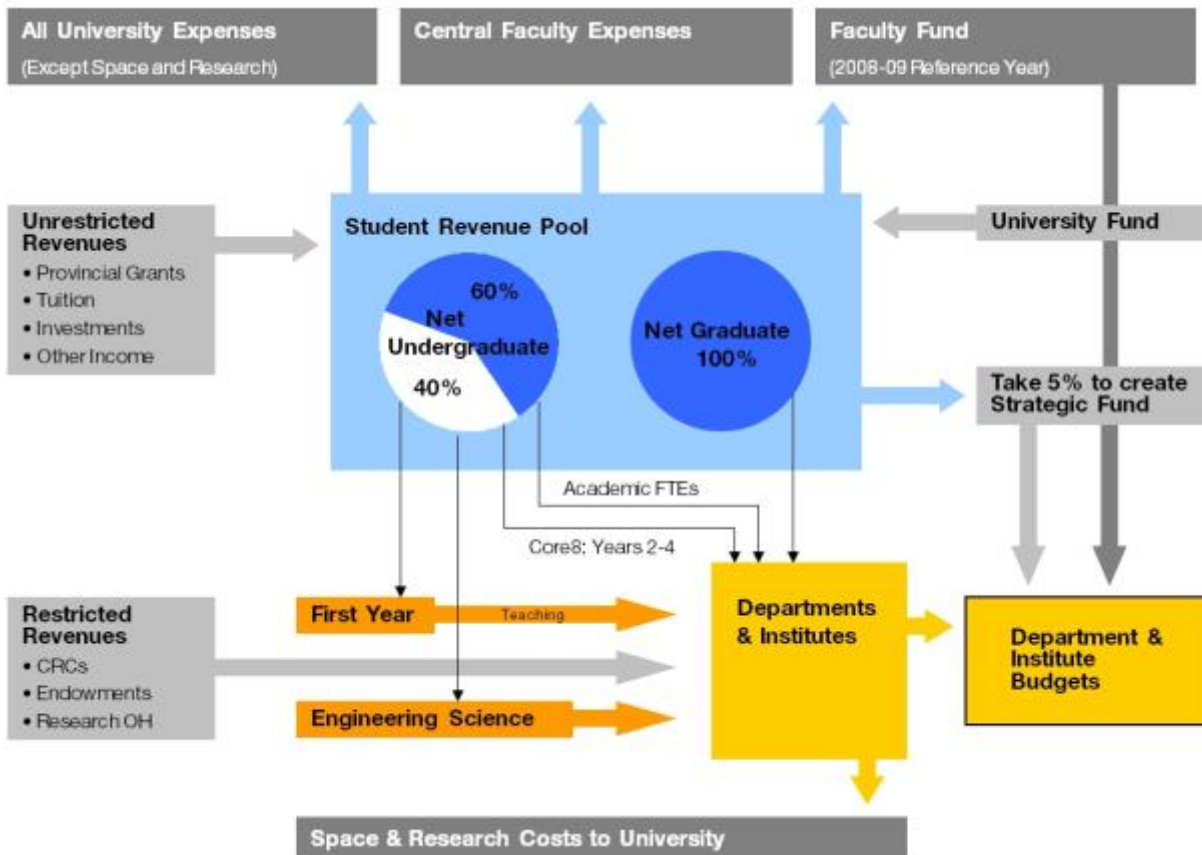 All University Expenses
(Except Space and Research)
Central Faculty Expenses
Faculty Fund
(2008-09 Reference Year)
Unrestricted
Revenues
• Provincial Grants
• Tuition
• Investments
• Other Income
Student Revenue Pool
60%
Net
Undergraduate
40%
Net Graduate
100%
University Fund
Take 5% to create
Strategic Fund
Academic FTEs
Core8: Years 2-4
Restricted
Revenues
• CRCs
• Endowments
• Research OH
First Year
Teaching
Engineering Science
Departments
& Institutes
Department &
Institute
Budgets
Space & Research Costs to University